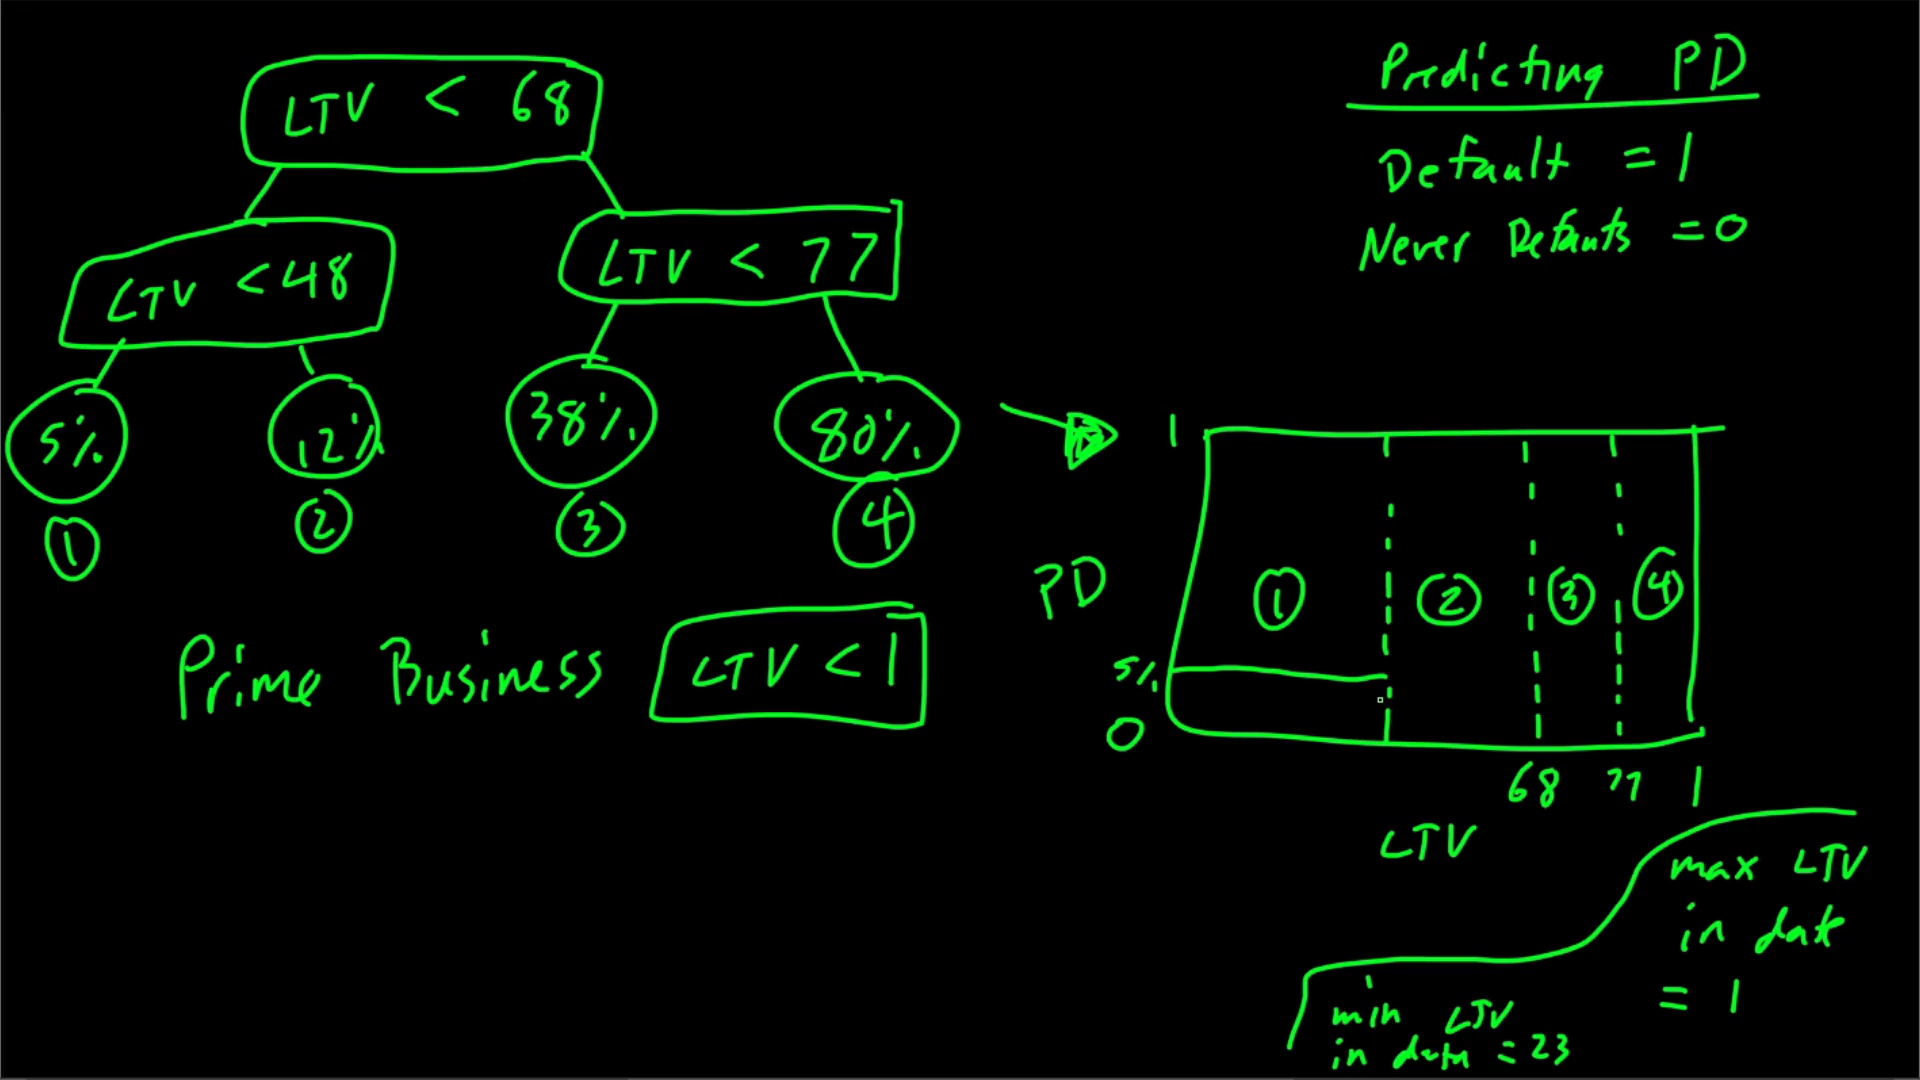 LTV < 68
LTV < 48
LTV < 77
5%
12%
38%
80%
1
2
3
4
Prime Business
LTV < 1
Predicting PD
Default = 1
Never Defaults = 0
1
PD
5%
0
1
2
3
4
68
77
1
LTV
max LTV
in data
= 1
min LTV
in data = 23